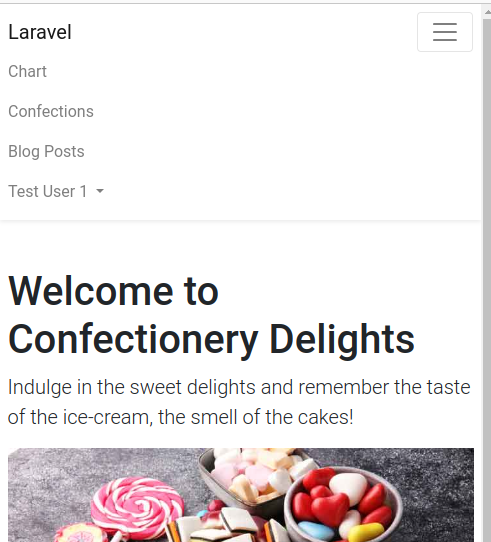 Laravel
Chart
Confections
Blog Posts
Test User 1
Welcome to
Confectionery Delights
Indulge in the sweet delights and remember the taste
of the ice-cream, the smell of the cakes!